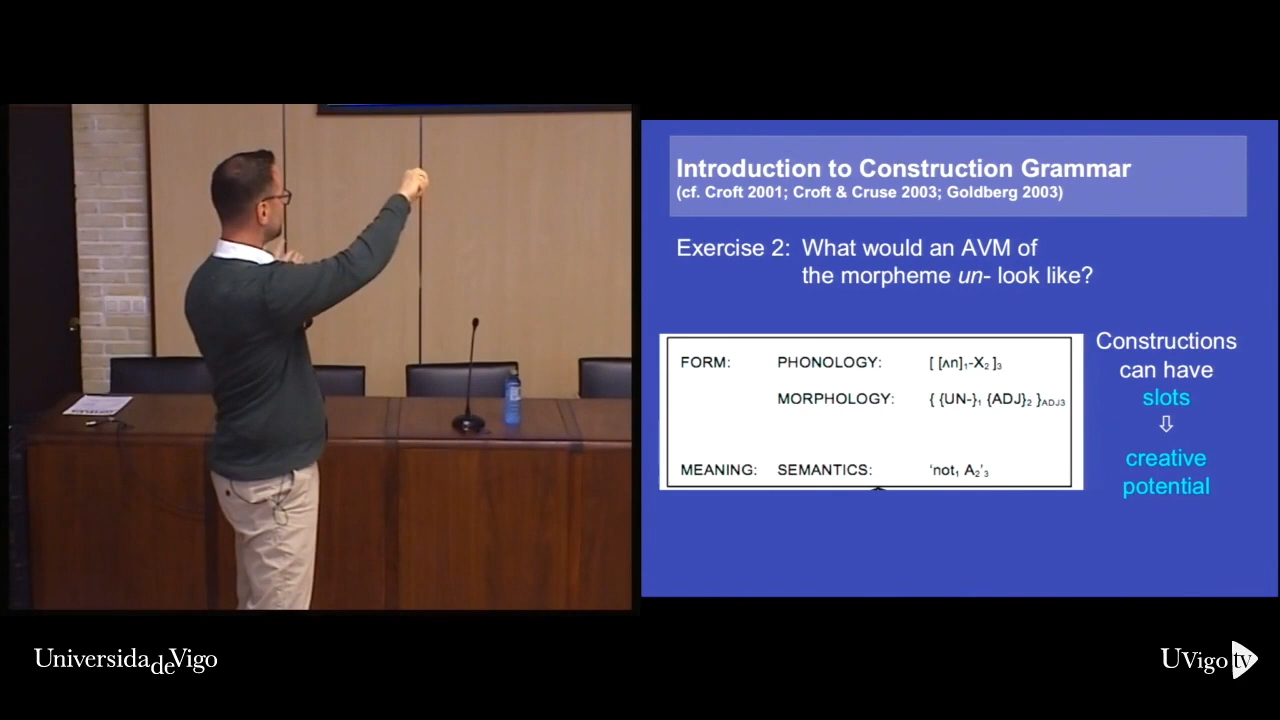 Introduction to Construction Grammar
(cf. Croft 2001; Croft & Cruse 2003; Goldberg 2003)
Exercise 2: What would an AVM of
the morpheme un- look like?
FORM: PHONOLOGY: [ [ʌn]₁-X₂ ]₃
MORPHOLOGY: { {UN-}₁ {ADJ}₂ }ADJ3
MEANING: SEMANTICS: ‘not₁ A₂’₃
Constructions
can have
slots
⇩
creative
potential
UniversidadeVigo
UVigo tv